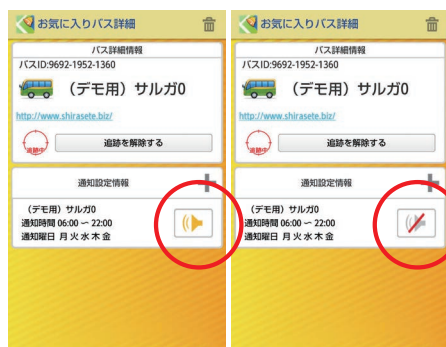 お気に入りバス詳細
バス詳細情報
バスID:9692-1952-1360
(デモ用) サルガ0
http://www.shirasete.biz/
追跡中
追跡を解除する
通知設定情報
(デモ用) サルガ0
通知時間 06:00 ~ 22:00
通知曜日 月 火 水 木 金
お気に入りバス詳細
バス詳細情報
バスID:9692-1952-1360
(デモ用) サルガ0
http://www.shirasete.biz/
追跡中
追跡を解除する
通知設定情報
(デモ用) サルガ0
通知時間 06:00 ~ 22:00
通知曜日 月 火 水 木 金